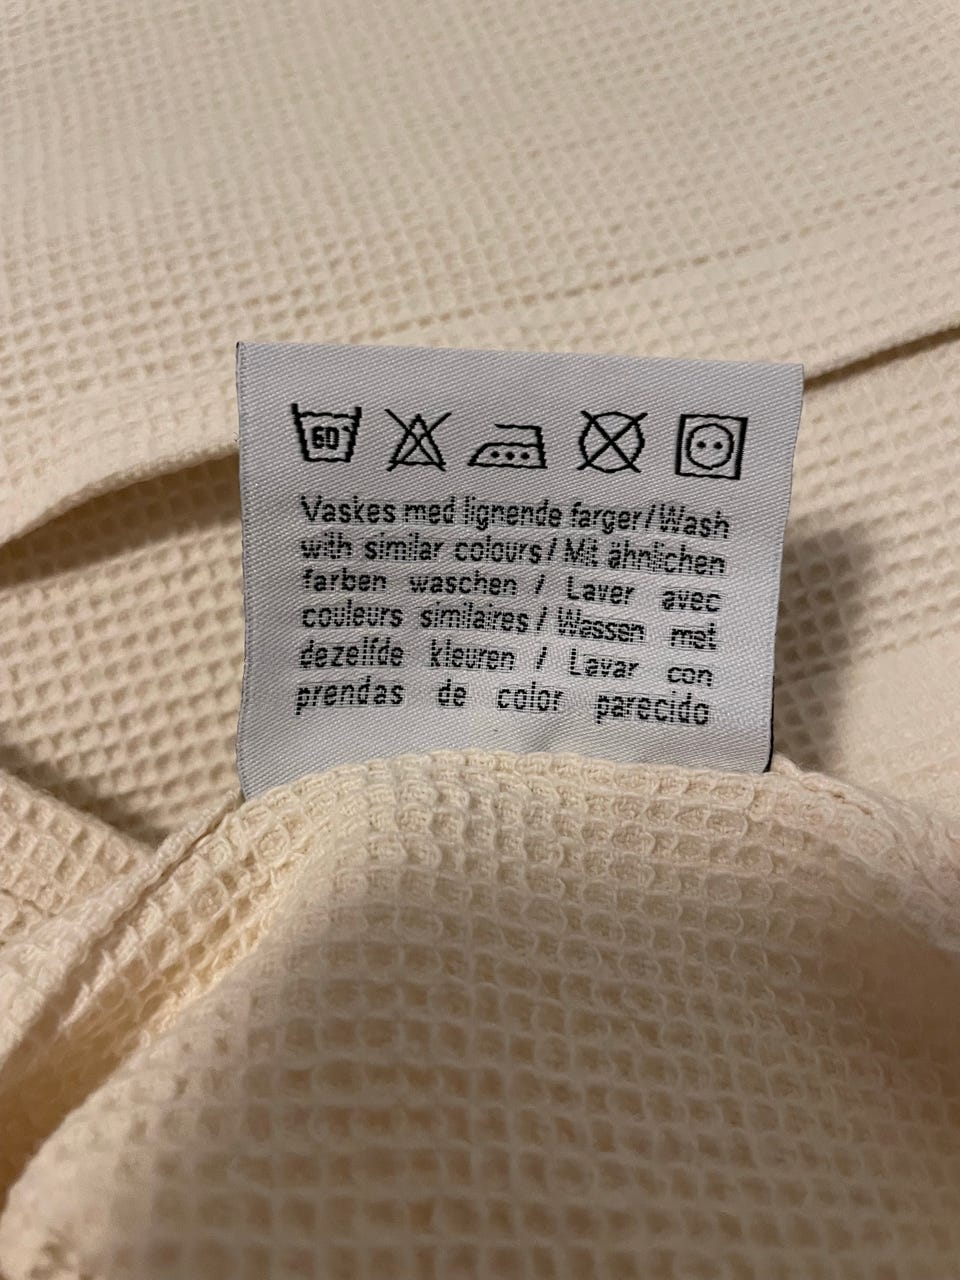 60
Vaskes med lignende farger/Wash
with similar colours/ Mit ähnlichen
farben waschen / Laver avec
couleurs similaires/ Wassen met
dezelfde kleuren / Lavar con
prendas de color parecido